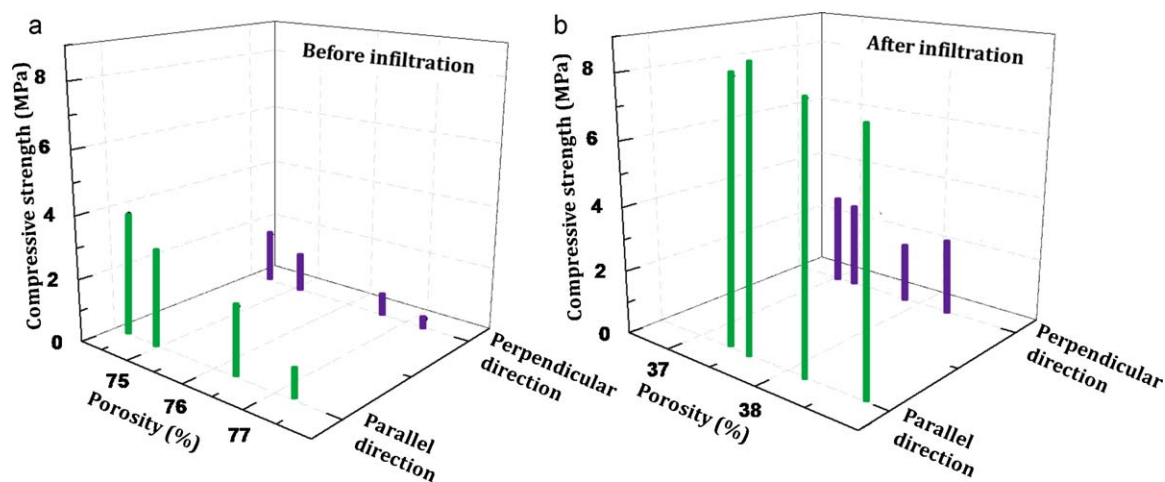 a
Before infiltration
Compressive strength (MPa)
8
6
4
2
0
75
76
77
Porosity (%)
Parallel
direction
Perpendicular
direction
b
After infiltration
Compressive strength (MPa)
8
6
4
2
0
37
38
Porosity (%)
Parallel
direction
Perpendicular
direction